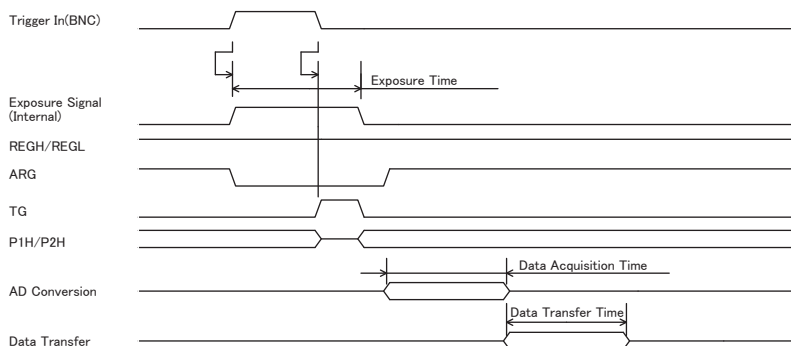 Trigger In(BNC)
Exposure Time
Exposure Signal
(Internal)
REGH/REGL
ARG
TG
P1H/P2H
Data Acquisition Time
AD Conversion
Data Transfer Time
Data Transfer